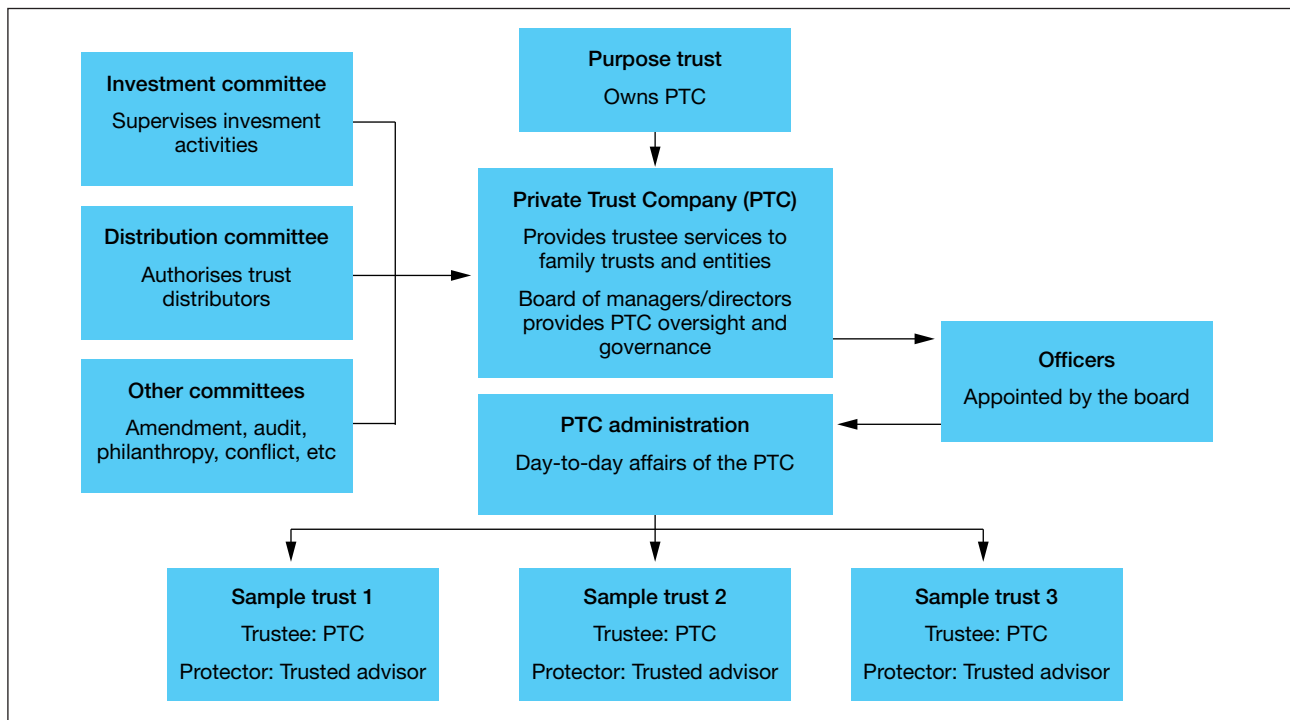 Investment committee
Supervises invesment
activities
Distribution committee
Authorises trust
distributors
Other committees
Amendment, audit,
philanthropy, conflict, etc
Purpose trust
Owns PTC
Private Trust Company (PTC)
Provides trustee services to
family trusts and entities
Board of managers/directors
provides PTC oversight and
governance
Officers
Appointed by the board
PTC administration
Day-to-day affairs of the PTC
Sample trust 1
Trustee: PTC
Protector: Trusted advisor
Sample trust 2
Trustee: PTC
Protector: Trusted advisor
Sample trust 3
Trustee: PTC
Protector: Trusted advisor